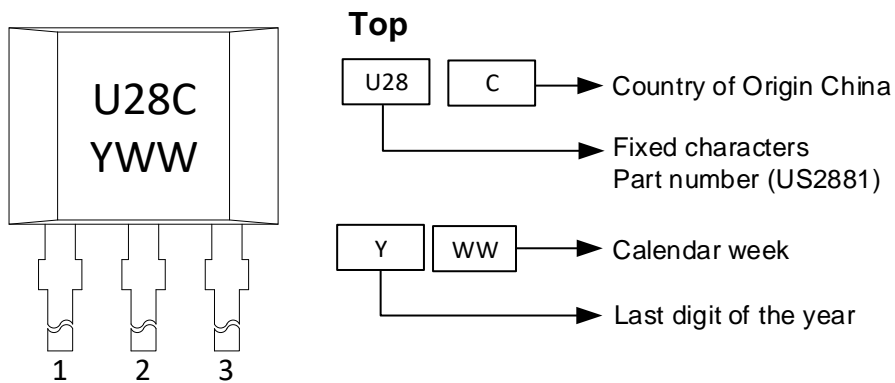 U28C
YWW
1 2 3
Top
U28 C
Country of Origin China
Fixed characters
Part number (US2881)
Y WW
Calendar week
Last digit of the year